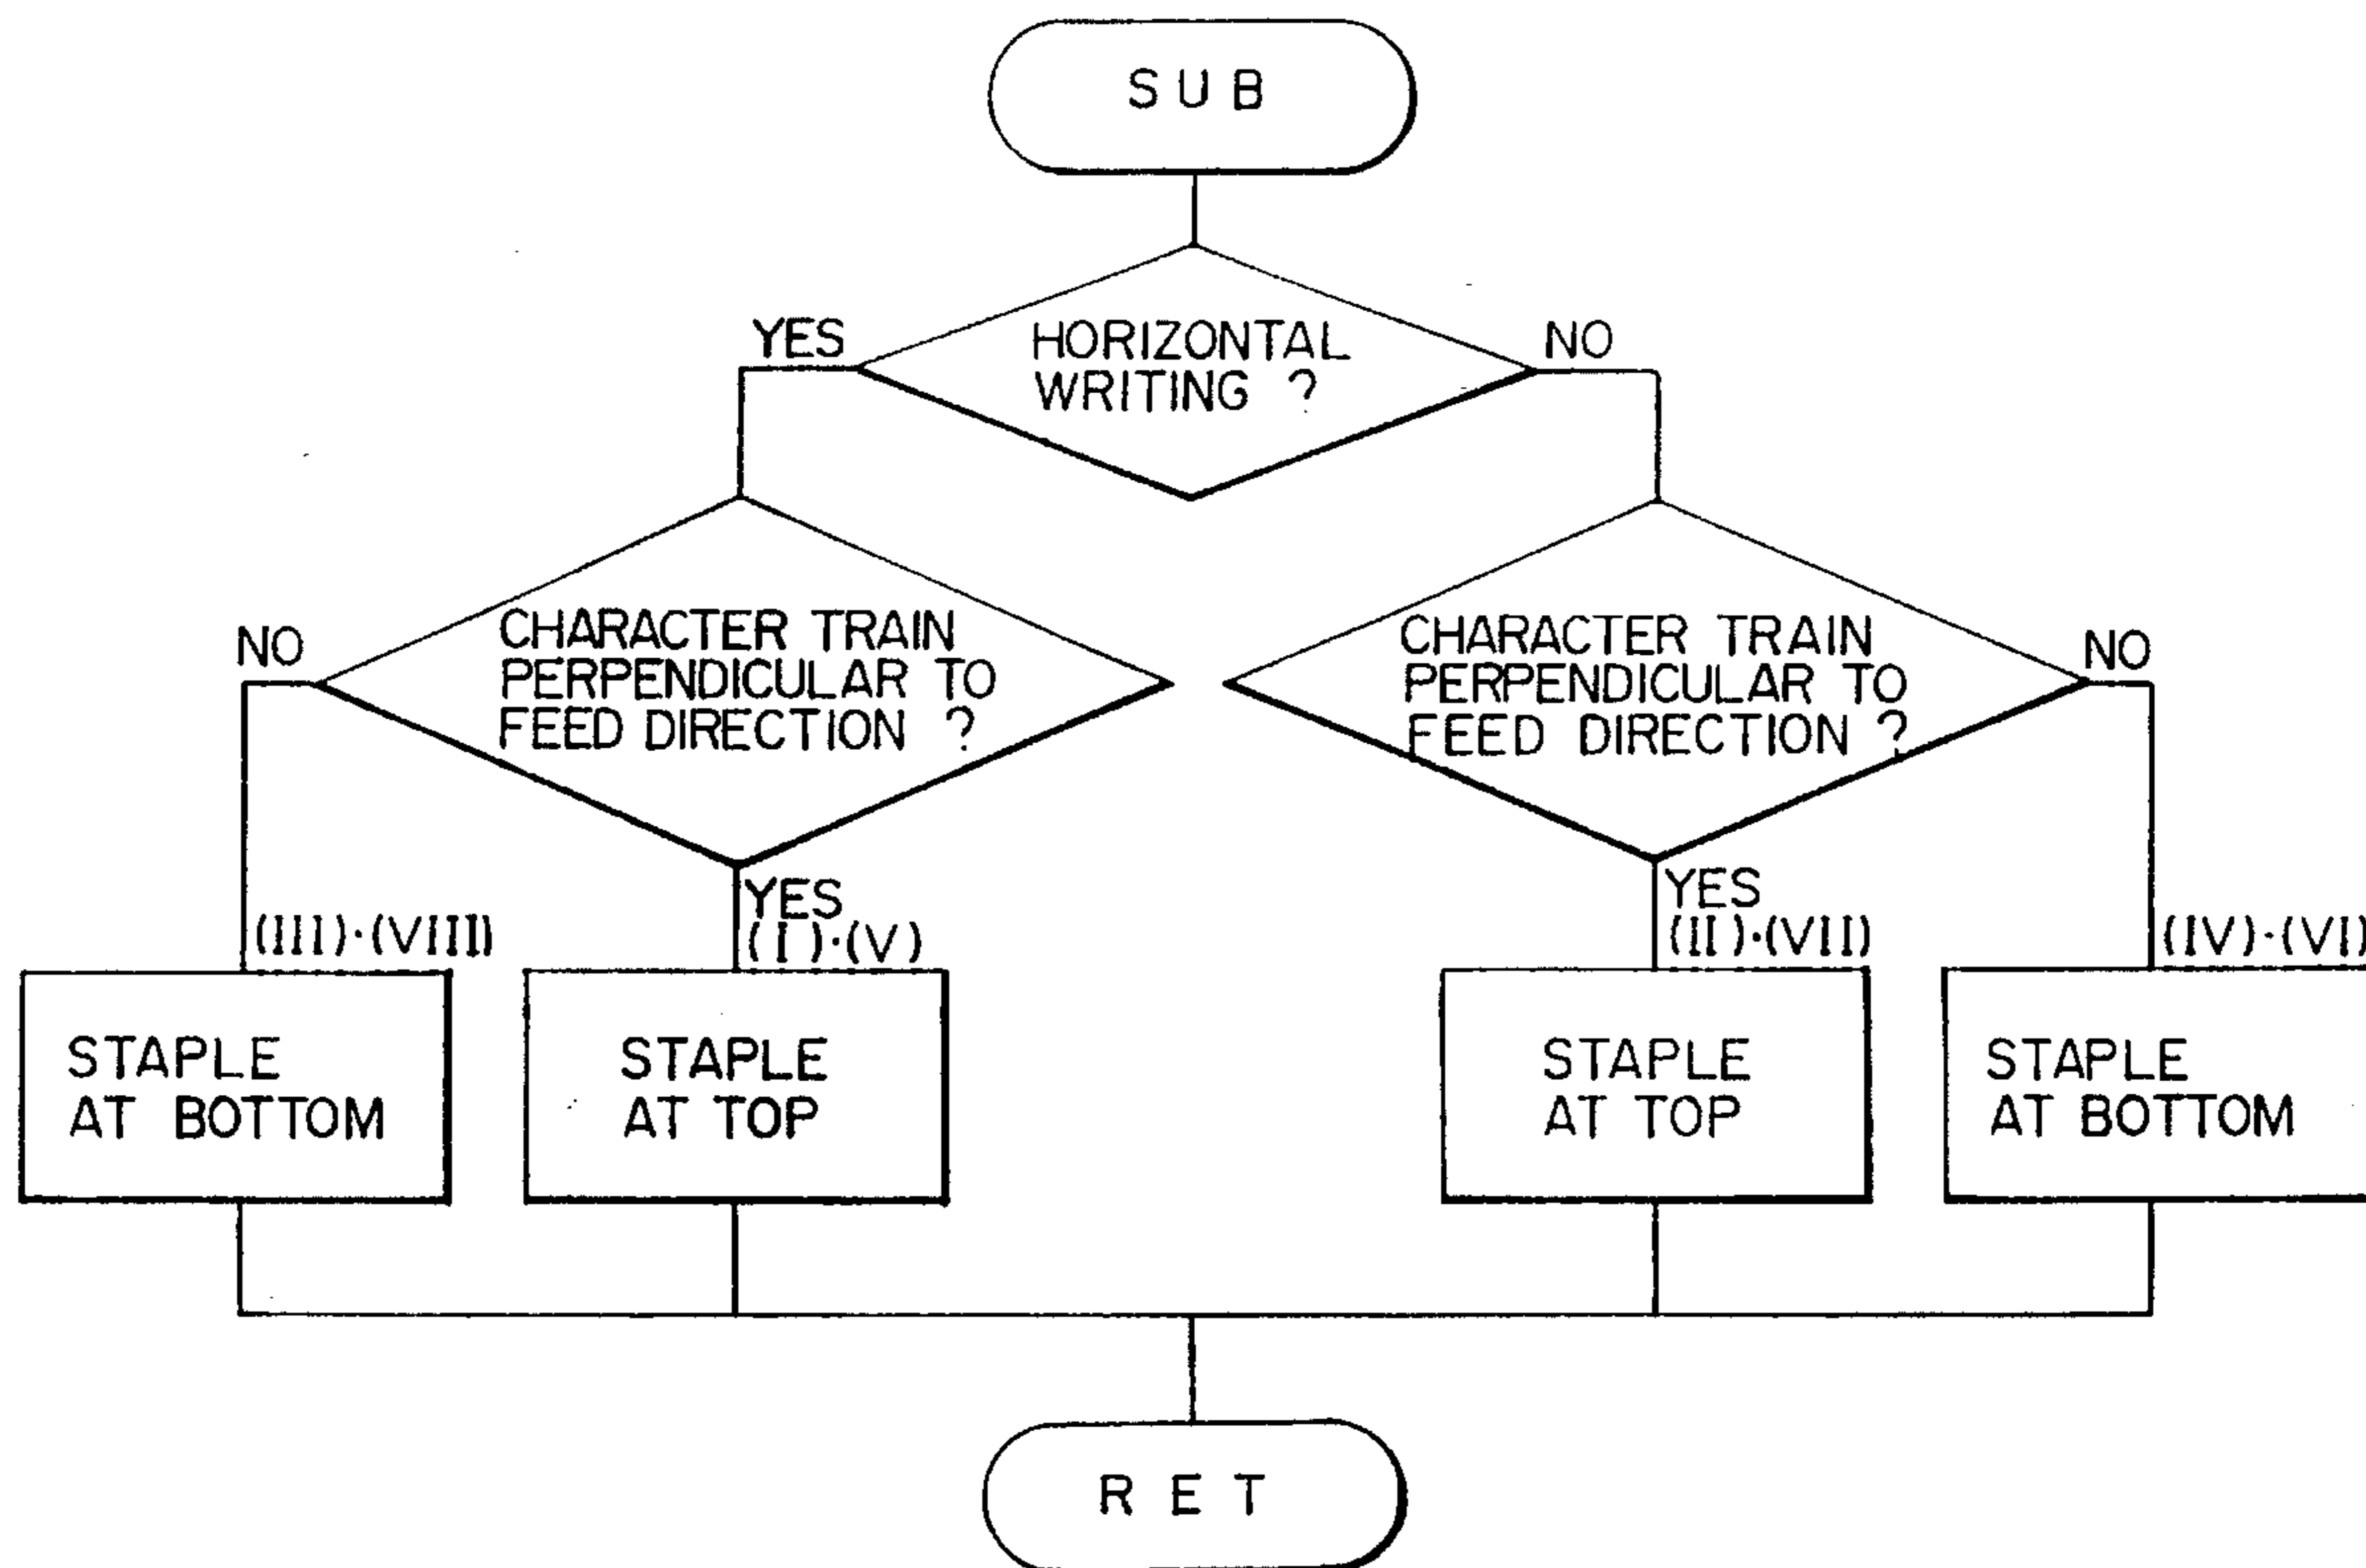 SUB
YES
HORIZONTAL
WRITING ?
NO
NO
CHARACTER TRAIN
PERPENDICULAR TO
FEED DIRECTION ?
CHARACTER TRAIN
PERPENDICULAR TO
FEED DIRECTION ?
NO
(III)·(VIII)
YES
(I)·(V)
YES
(II)·(VII)
(IV)·(VI)
STAPLE
AT BOTTOM
STAPLE
AT TOP
STAPLE
AT TOP
STAPLE
AT BOTTOM
RET